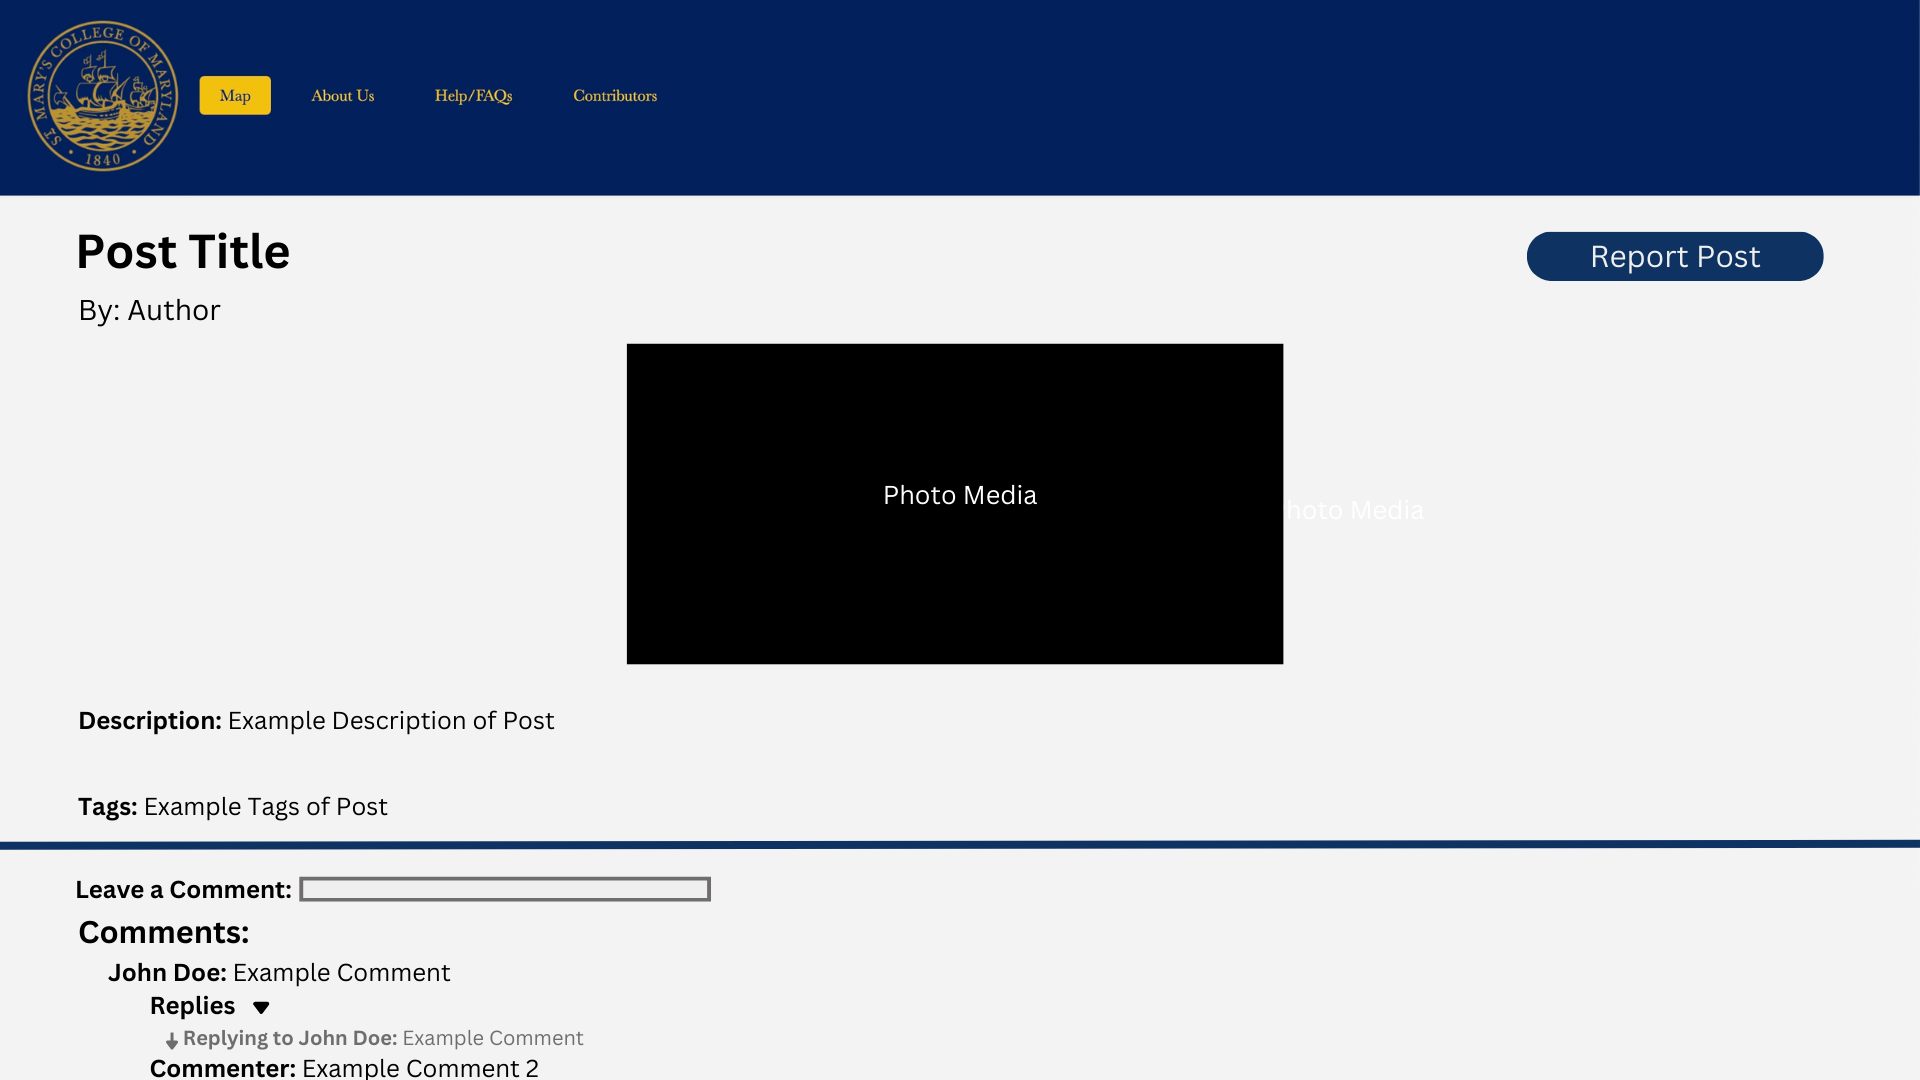 ST. MARY'S COLLEGE OF MARYLAND
• 1840 •
Map
About Us
Help/FAQs
Contributors
Post Title
Report Post
By: Author
Photo Media
hoto Media
Description: Example Description of Post
Tags: Example Tags of Post
Leave a Comment:
Comments:
John Doe: Example Comment
Replies
Replying to John Doe: Example Comment
Commenter: Example Comment 2